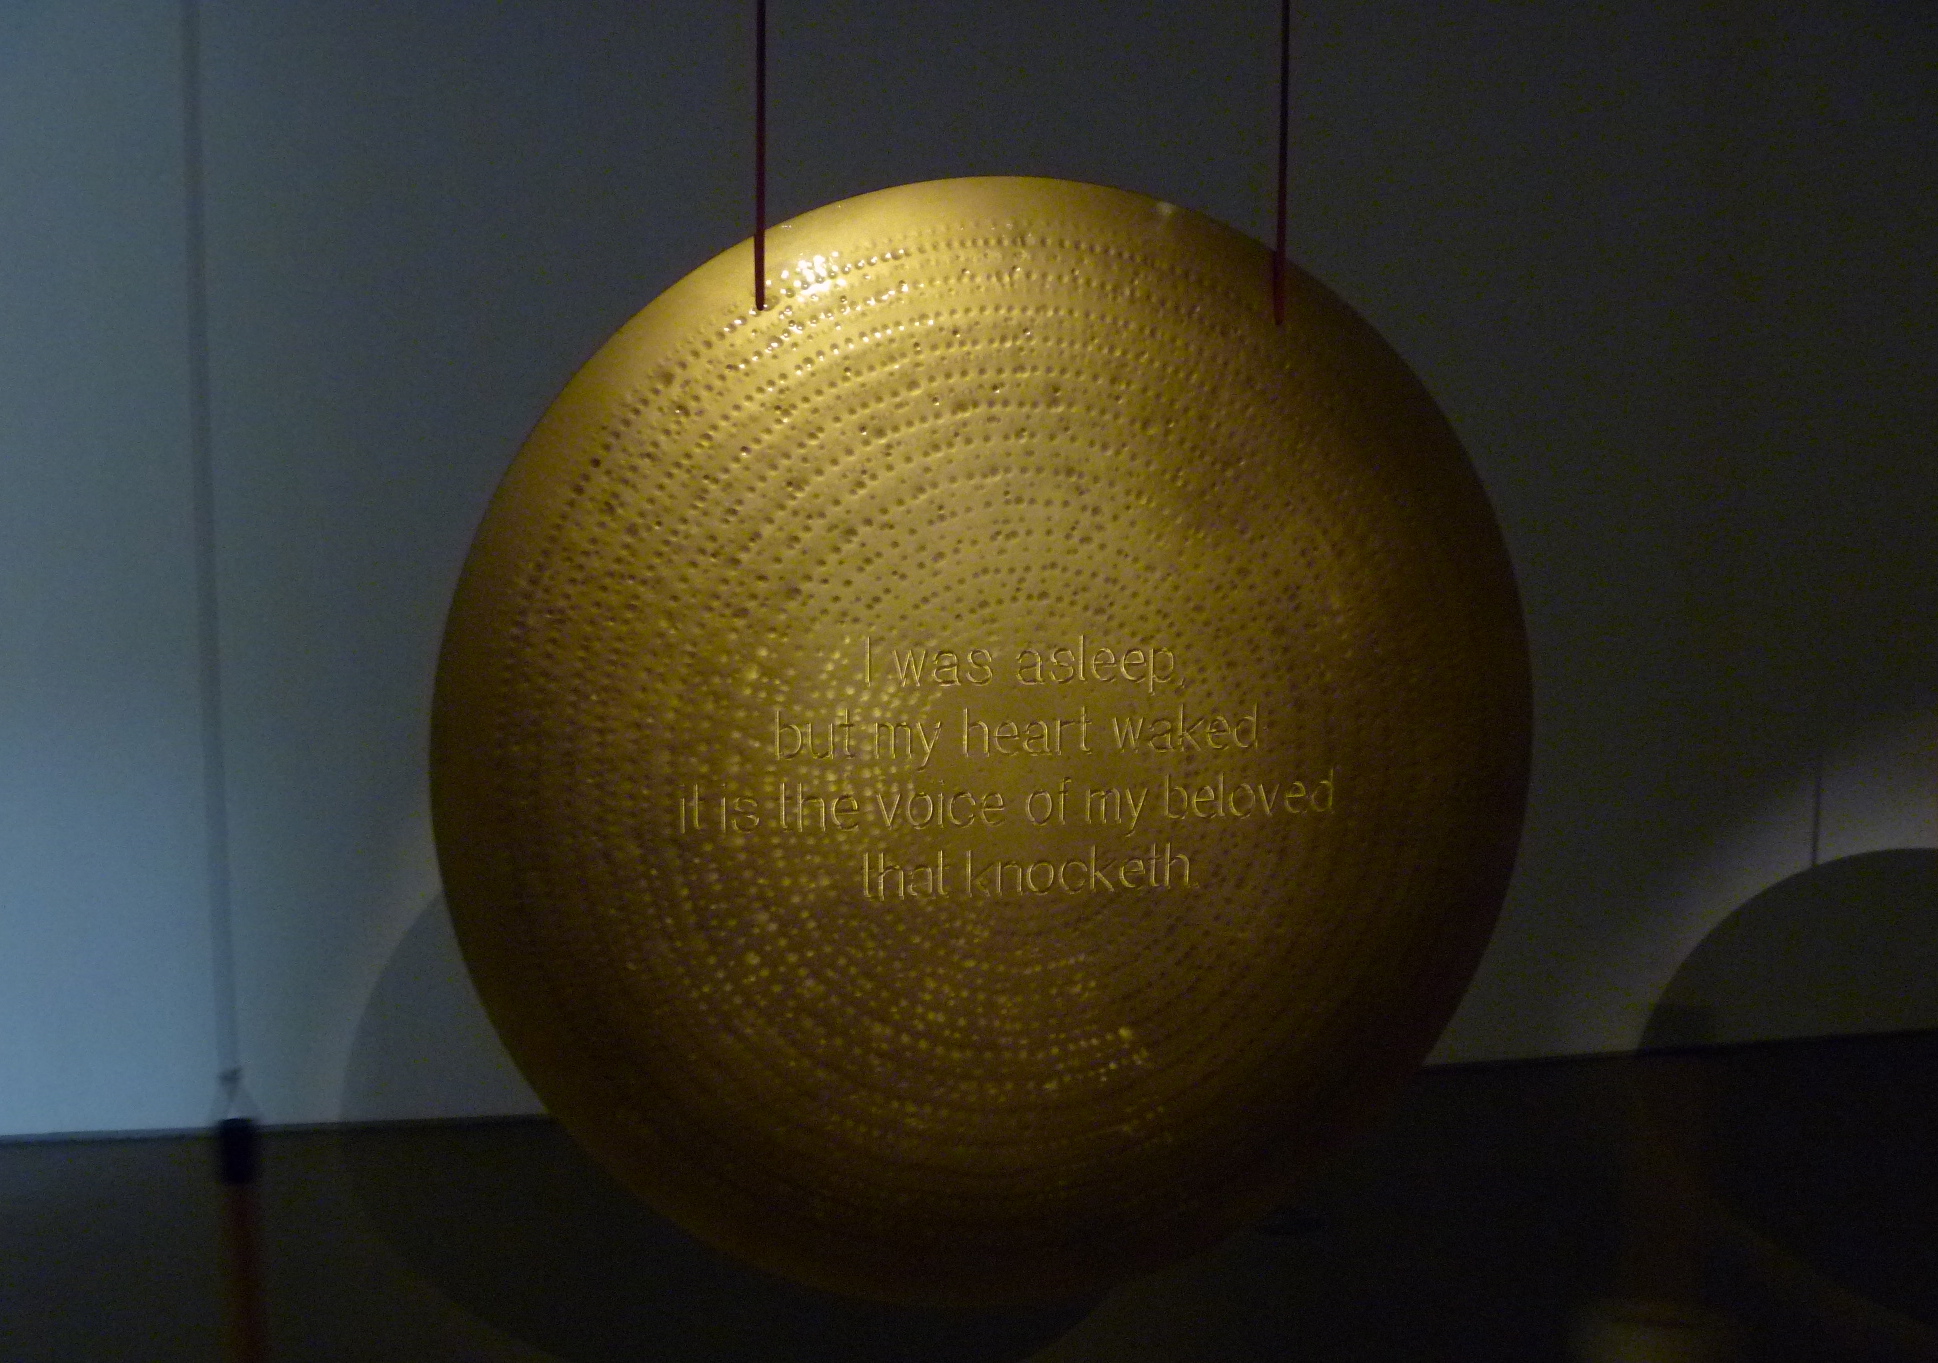 I was asleep,
but my heart waked
it is the voice of my beloved
that knocketh.